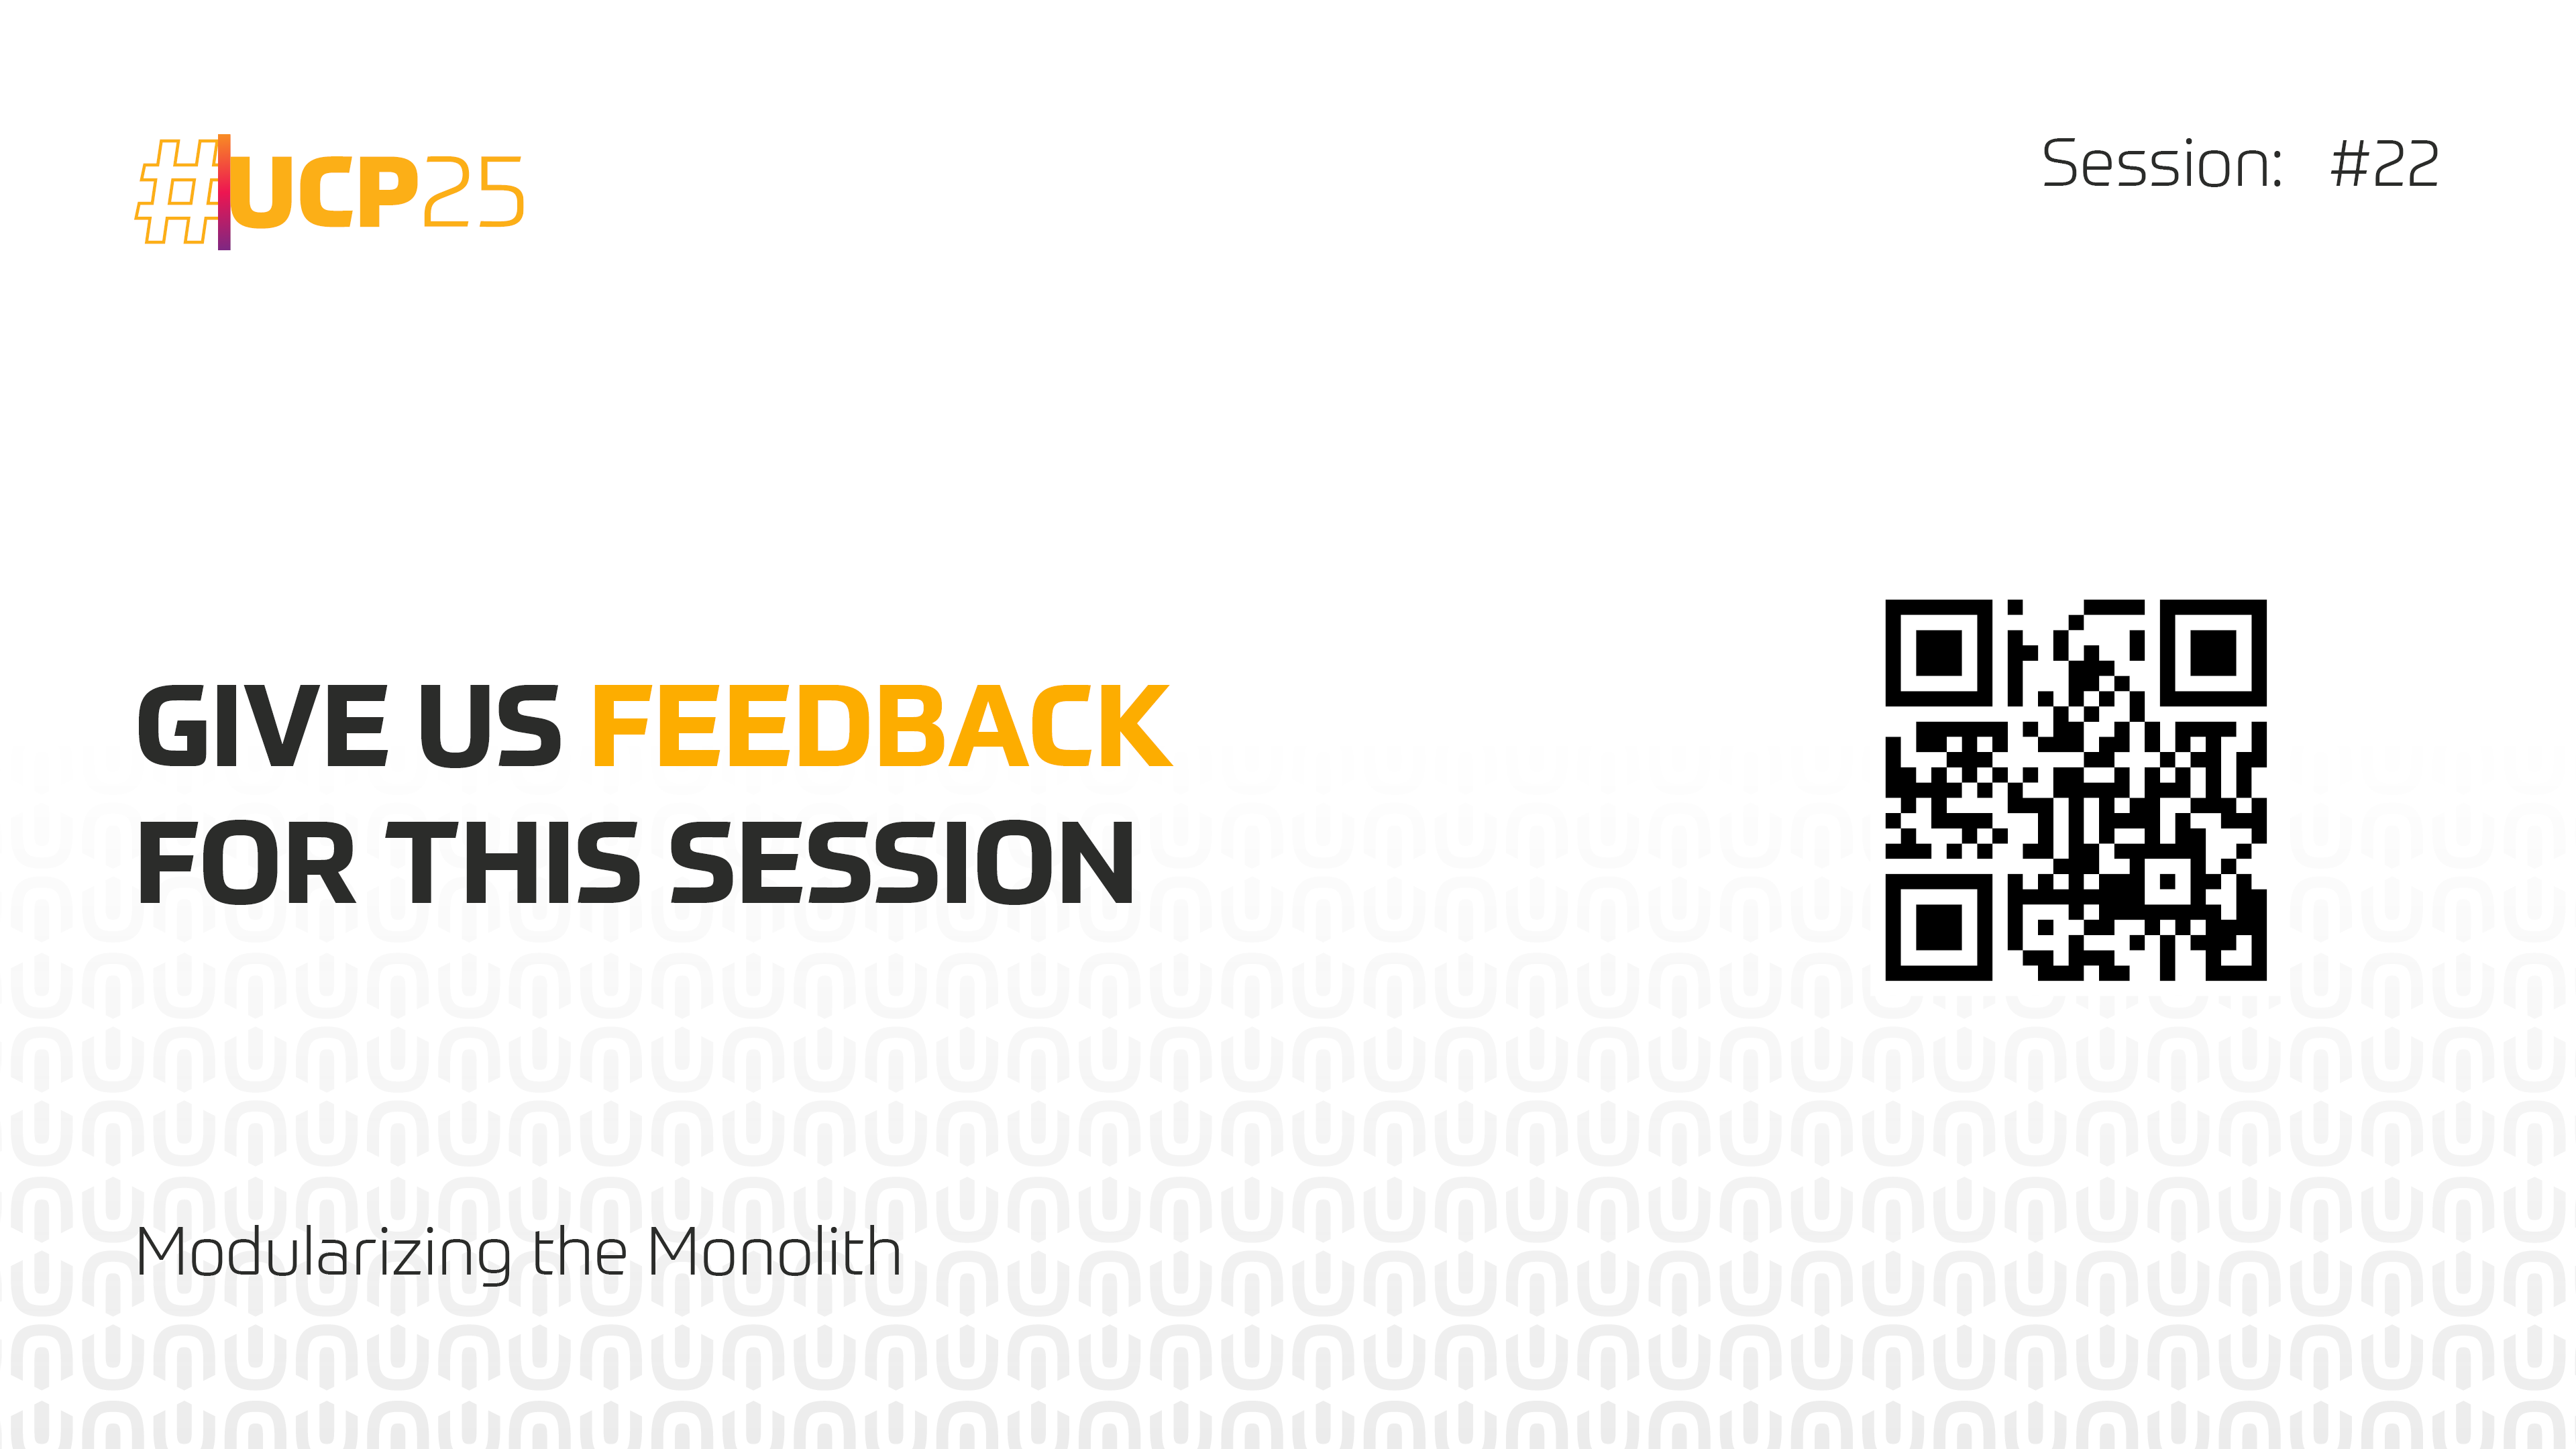 #UCP25
Session: #22
GIVE US FEEDBACK
FOR THIS SESSION
Modularizing the Monolith